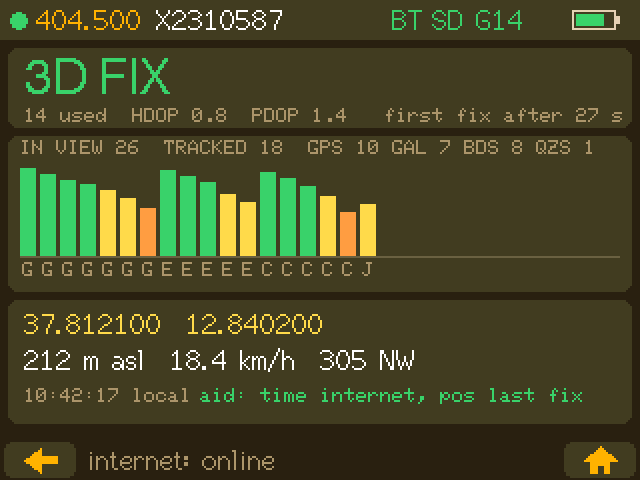 404.500 X2310587 BT SD G14
3D FIX
14 used HDOP 0.8 PDOP 1.4 first fix after 27 s
IN VIEW 26 TRACKED 18 GPS 10 GAL 7 BDS 8 QZS 1
G G G G G G G E E E E E C C C C C J
37.812100 12.840200
212 m asl 18.4 km/h 305 NW
10:42:17 local aid: time internet, pos last fix
internet: online